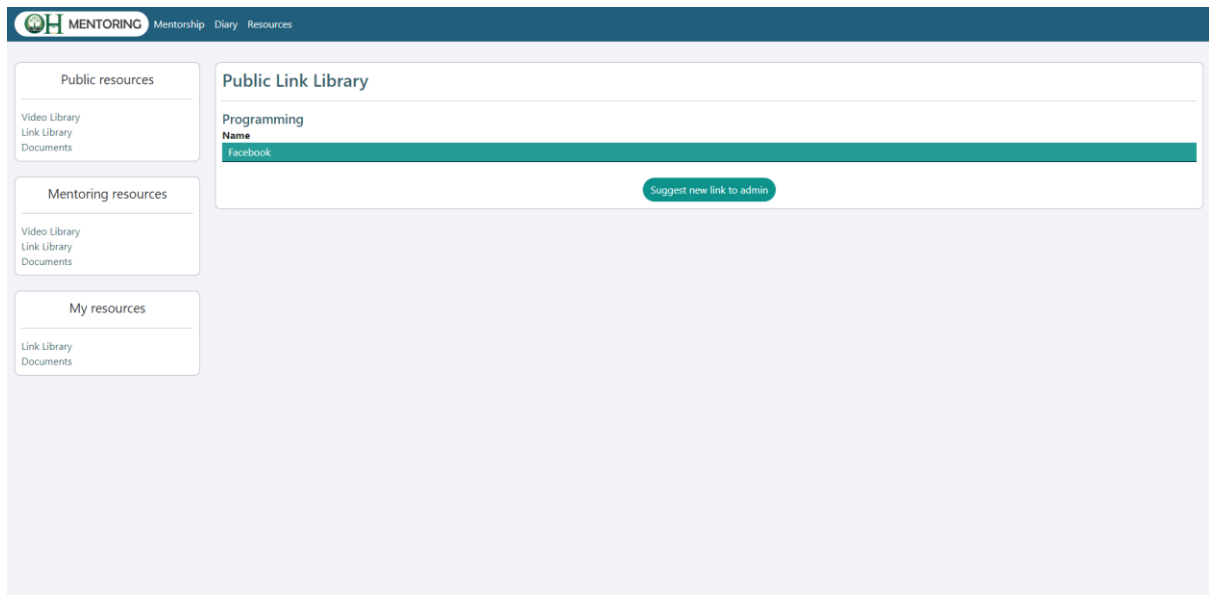 OH MENTORING Mentorship Diary Resources
Public resources
Video Library
Link Library
Documents
Mentoring resources
Video Library
Link Library
Documents
My resources
Link Library
Documents
Public Link Library
Programming
Name
Facebook
Suggest new link to admin